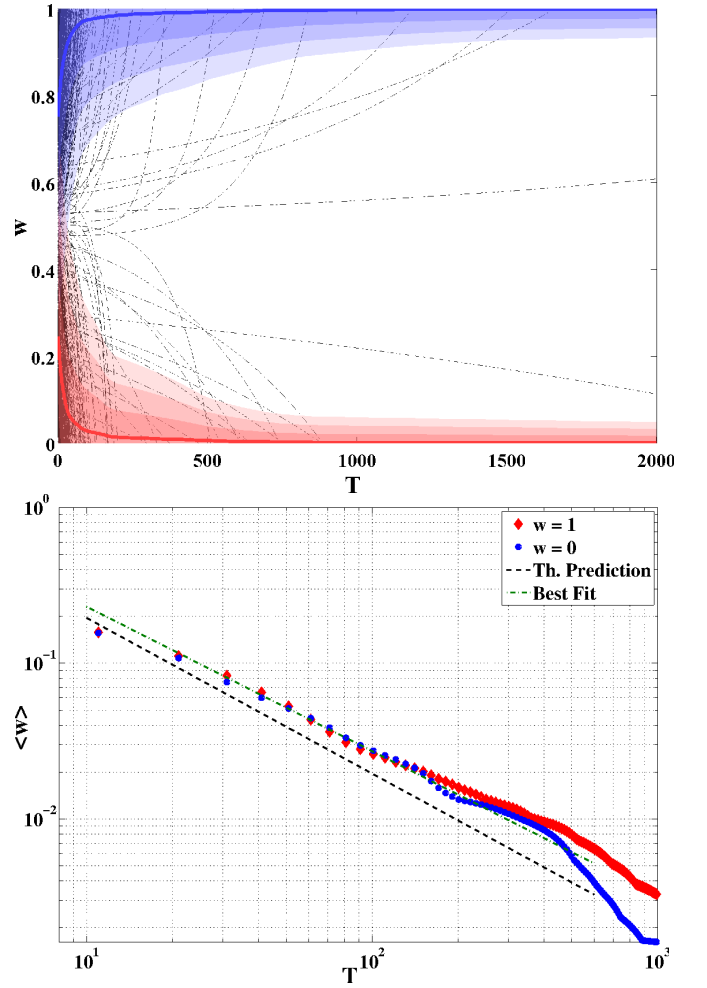 1
0.8
0.6
w
0.4
0.2
0
0 500 1000 1500 2000
T
10^0
w = 1
w = 0
Th. Prediction
Best Fit
10^-1
<w>
10^-2
10^1 10^2 10^3
T